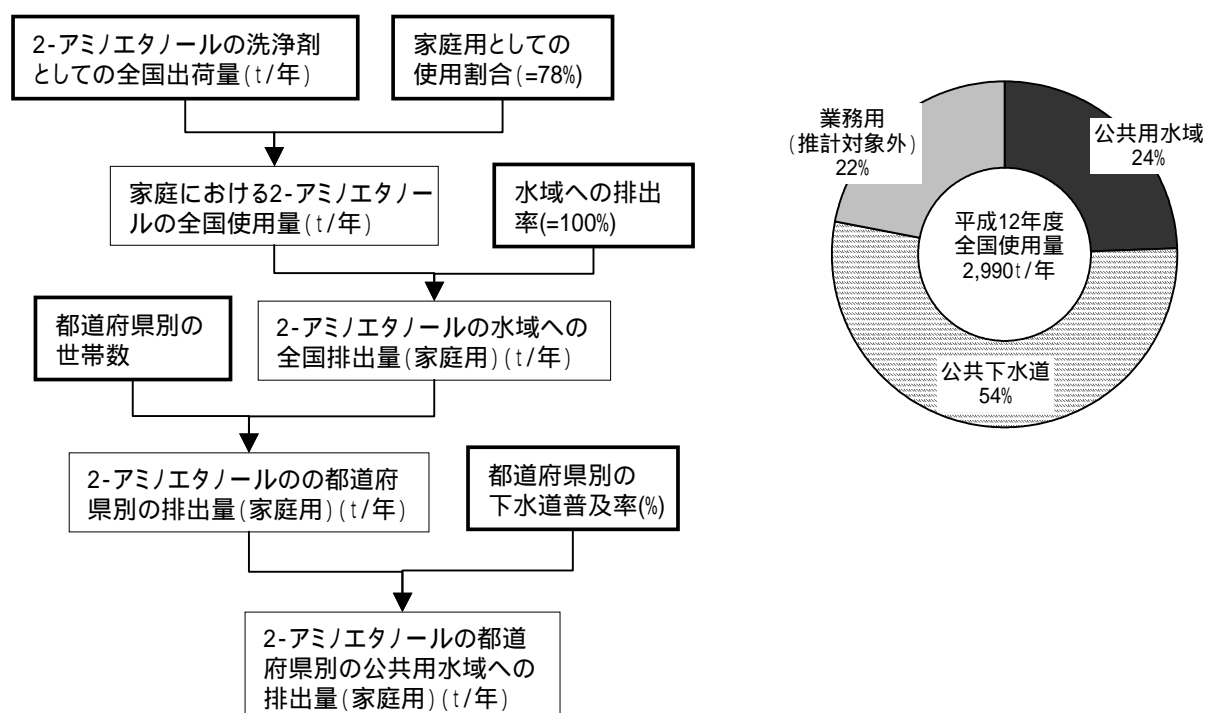 2-アミノエタノールの洗浄剤
としての全国出荷量(t/年)
家庭用としての
使用割合(=78%)
家庭における2-アミノエタノー
ルの全国使用量(t/年)
水域への排出
率(=100%)
都道府県別の
世帯数
2-アミノエタノールの水域への
全国排出量(家庭用)(t/年)
2-アミノエタノールのの都道府
県別の排出量(家庭用)(t/年)
都道府県別の
下水道普及率(%)
2-アミノエタノールの都道
府県別の公共用水域への
排出量(家庭用)(t/年)
業務用
(推計対象外)
22%
公共用水域
24%
平成12年度
全国使用量
2,990t/年
公共下水道
54%